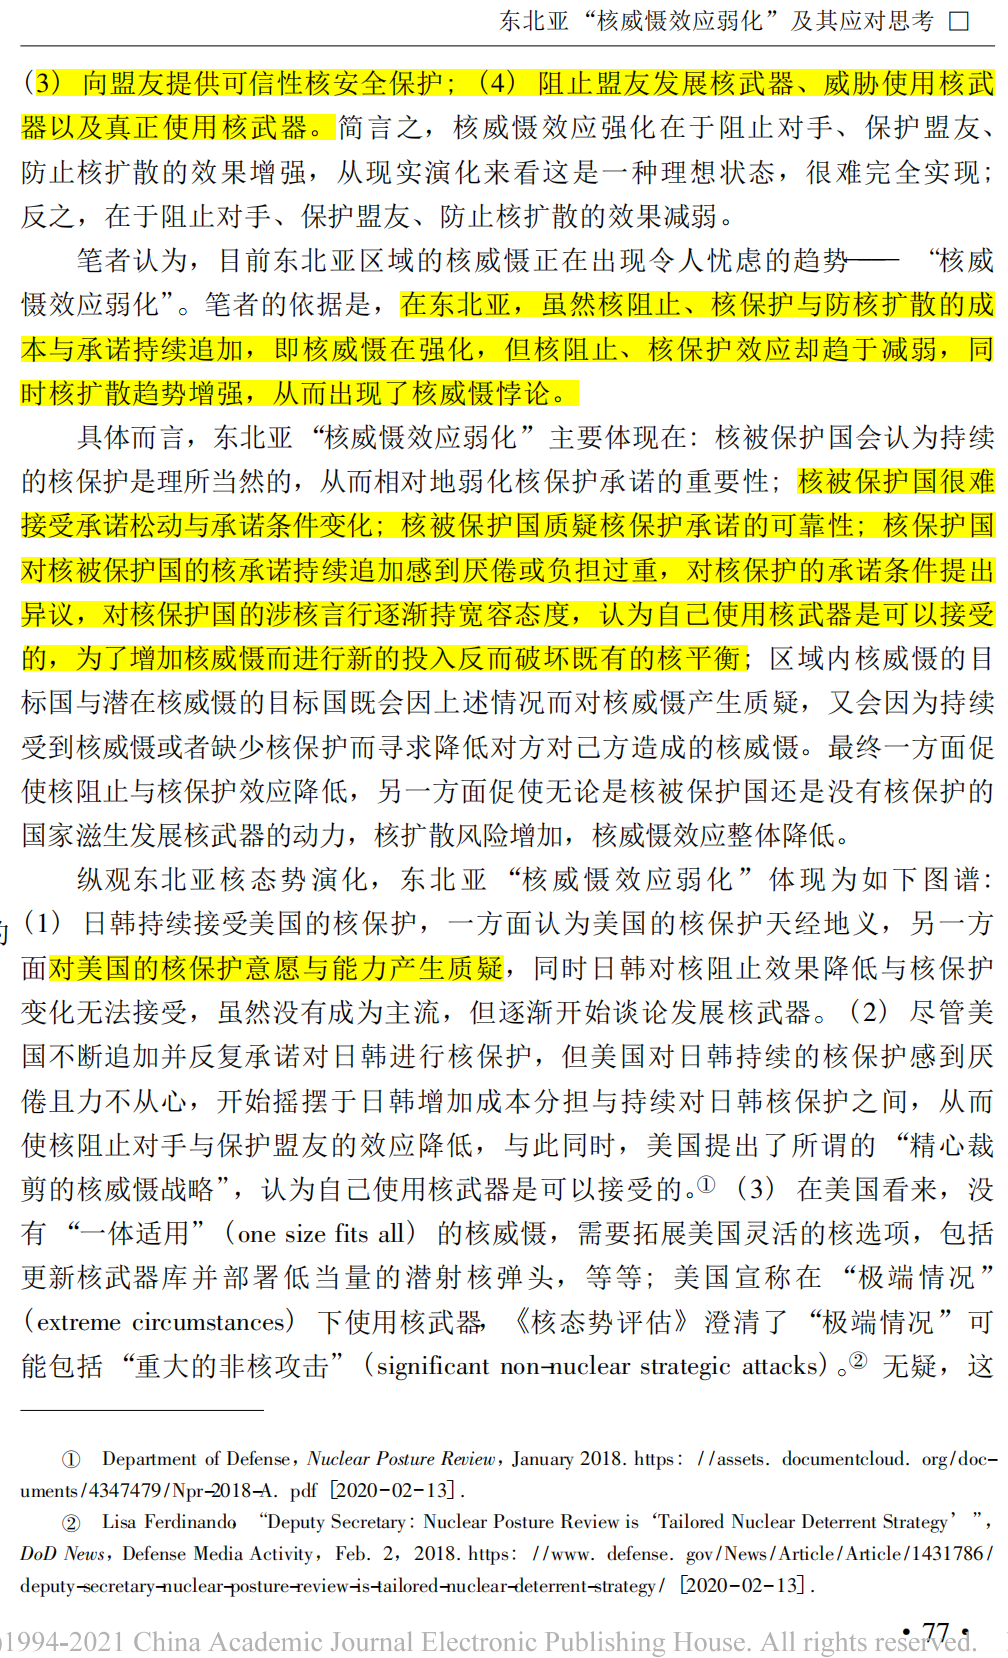 东北亚“核威慑效应弱化”及其应对思考 □
(3) 向盟友提供可信性核安全保护; (4) 阻止盟友发展核武器、威胁使用核武
器以及真正使用核武器。简言之, 核威慑效应强化在于阻止对手、保护盟友、
防止核扩散的效果增强, 从现实演化来看这是一种理想状态, 很难完全实现;
反之, 在于阻止对手、保护盟友、防止核扩散的效果减弱。
笔者认为, 目前东北亚区域的核威慑正在出现令人忧虑的趋势—— “核威
慑效应弱化”。笔者的依据是, 在东北亚, 虽然核阻止、核保护与防核扩散的成
本与承诺持续追加, 即核威慑在强化, 但核阻止、核保护效应却趋于减弱, 同
时核扩散趋势增强, 从而出现了核威慑悖论。
具体而言, 东北亚 “核威慑效应弱化” 主要体现在: 核被保护国会认为持续
的核保护是理所当然的, 从而相对地弱化核保护承诺的重要性; 核被保护国很难
接受承诺松动与承诺条件变化; 核被保护国质疑核保护承诺的可靠性; 核保护国
对核被保护国的核承诺持续追加感到厌倦或负担过重, 对核保护的承诺条件提出
异议, 对核保护国的涉核言行逐渐持宽容态度, 认为自己使用核武器是可以接受
的, 为了增加核威慑而进行新的投入反而破坏既有的核平衡; 区域内核威慑的目
标国与潜在核威慑的目标国既会因上述情况而对核威慑产生质疑, 又会因为持续
受到核威慑或者缺少核保护而寻求降低对方对己方造成的核威慑。最终一方面促
使核阻止与核保护效应降低, 另一方面促使无论是核被保护国还是没有核保护的
国家滋生发展核武器的动力, 核扩散风险增加, 核威慑效应整体降低。
纵观东北亚核态势演化, 东北亚 “核威慑效应弱化” 体现为如下图谱:
(1) 日韩持续接受美国的核保护, 一方面认为美国的核保护天经地义, 另一方
面对美国的核保护意愿与能力产生质疑, 同时日韩对核阻止效果降低与核保护
变化无法接受, 虽然没有成为主流, 但逐渐开始谈论发展核武器。(2) 尽管美
国不断追加并反复承诺对日韩进行核保护, 但美国对日韩持续的核保护感到厌
倦且力不从心, 开始摇摆于日韩增加成本分担与持续对日韩核保护之间, 从而
使核阻止对手与保护盟友的效应降低, 与此同时, 美国提出了所谓的 “精心裁
剪的核威慑战略”, 认为自己使用核武器是可以接受的。① (3) 在美国看来, 没
有 “一体适用” (one size fits all) 的核威慑, 需要拓展美国灵活的核选项, 包括
更新核武器库并部署低当量的潜射核弹头, 等等; 美国宣称在 “极端情况”
(extreme circumstances) 下使用核武器, 《核态势评估》澄清了 “极端情况” 可
能包括 “重大的非核攻击” (significant non-nuclear strategic attacks)。② 无疑, 这
① Department of Defense, Nuclear Posture Review, January 2018. https: //assets. documentcloud. org/doc-
uments/4347479/Npr-2018-A. pdf [2020-02-13].
② Lisa Ferdinando, “Deputy Secretary: Nuclear Posture Review is ‘Tailored Nuclear Deterrent Strategy’”,
DoD News, Defense Media Activity, Feb. 2, 2018. https: //www. defense. gov/News/Article/Article/1431786/
deputy-secretary-nuclear-posture-review-is-tailored-nuclear-deterrent-strategy/ [2020-02-13].
· 77 ·
)1994-2021 China Academic Journal Electronic Publishing House. All rights reserved.